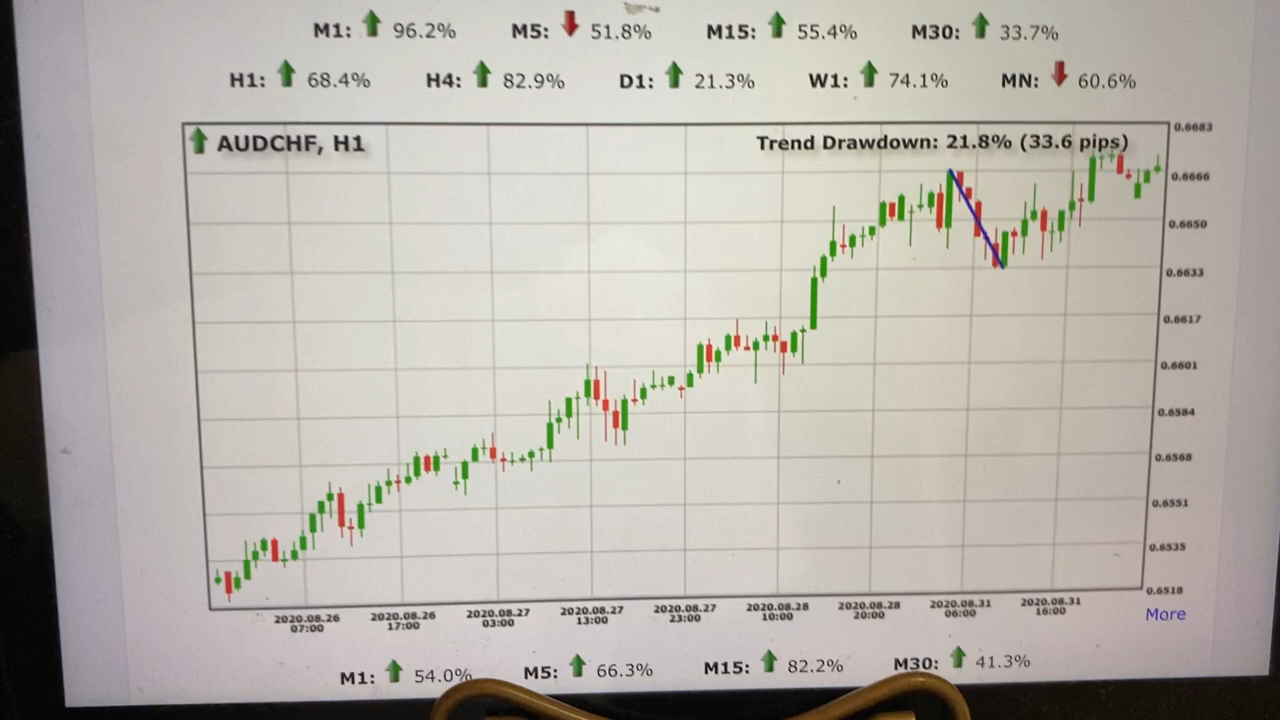 M1: 96.2% M5: 51.8% M15: 55.4% M30: 33.7%
H1: 68.4% H4: 82.9% D1: 21.3% W1: 74.1% MN: 60.6%
AUDCHF, H1 Trend Drawdown: 21.8% (33.6 pips)
0.6683
0.6666
0.6650
0.6633
0.6617
0.6601
0.6584
0.6568
0.6551
0.6535
0.6518
2020.08.26 2020.08.26 2020.08.27 2020.08.27 2020.08.27 2020.08.28 2020.08.28 2020.08.31 2020.08.31
07:00 17:00 03:00 13:00 23:00 10:00 20:00 06:00 16:00
More
M1: 54.0% M5: 66.3% M15: 82.2% M30: 41.3%